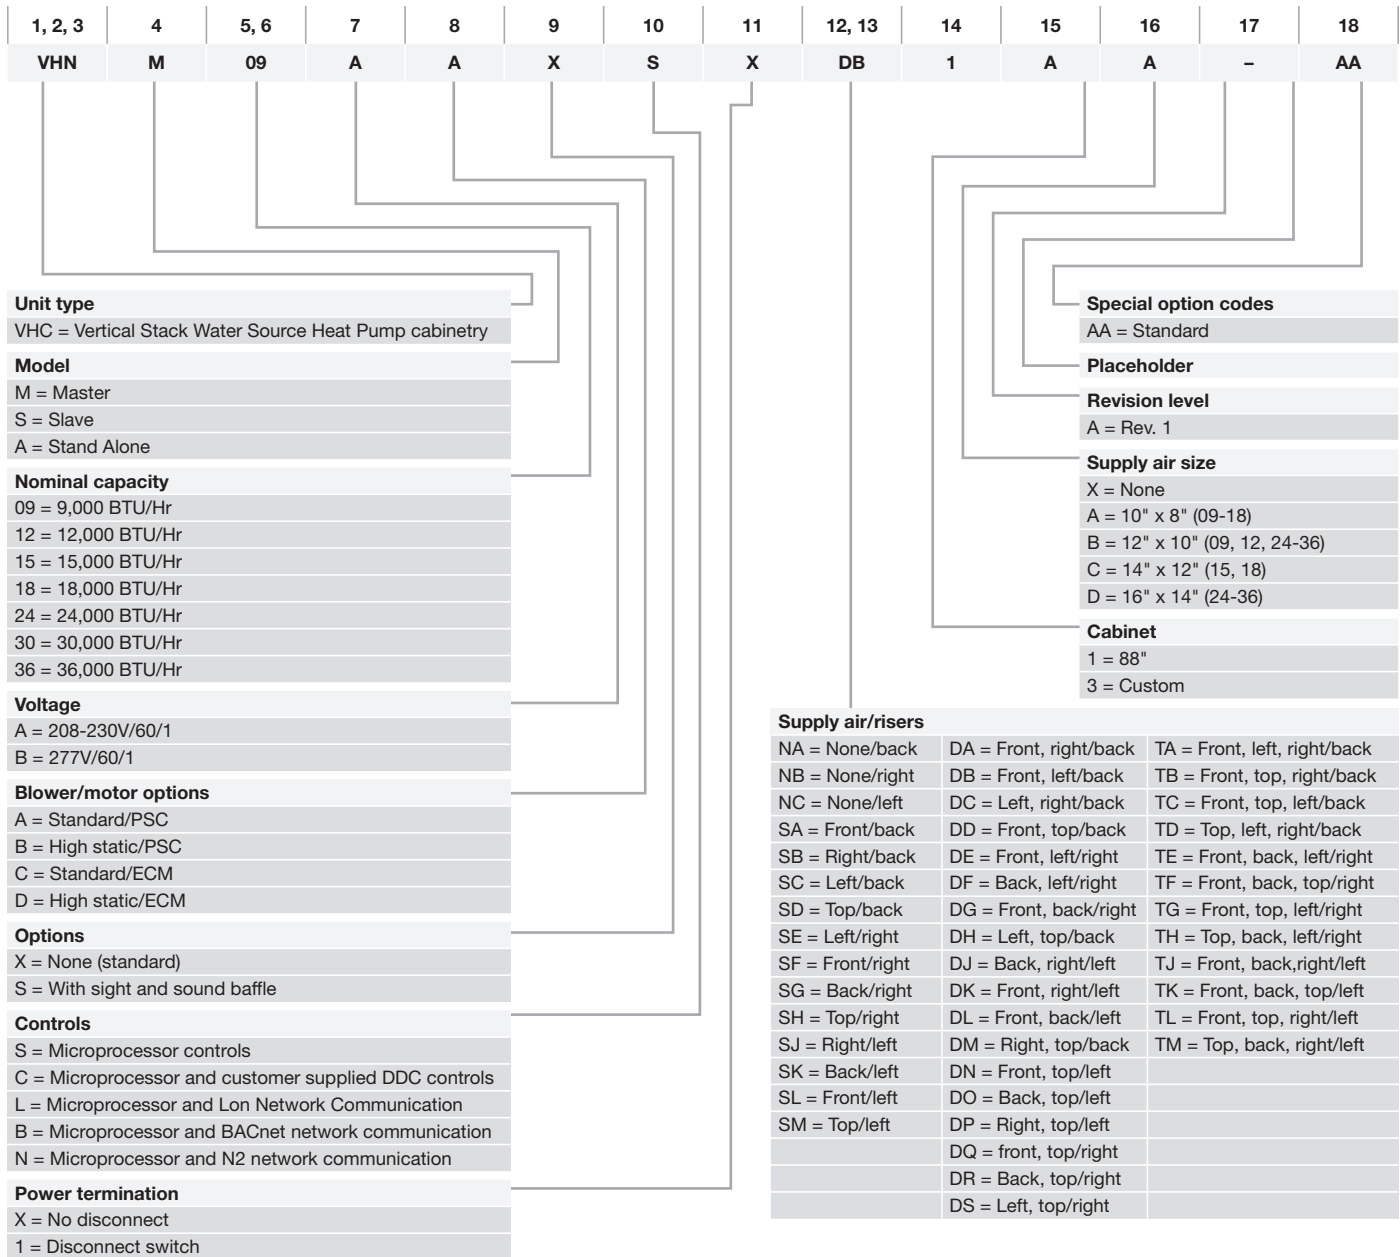 1, 2, 3 4 5, 6 7 8 9 10 11 12, 13 14 15 16 17 18
VHN M 09 A A X S X DB 1 A A – AA
Unit type
VHC = Vertical Stack Water Source Heat Pump cabinetry
Model
M = Master
S = Slave
A = Stand Alone
Nominal capacity
09 = 9,000 BTU/Hr
12 = 12,000 BTU/Hr
15 = 15,000 BTU/Hr
18 = 18,000 BTU/Hr
24 = 24,000 BTU/Hr
30 = 30,000 BTU/Hr
36 = 36,000 BTU/Hr
Voltage
A = 208-230V/60/1
B = 277V/60/1
Blower/motor options
A = Standard/PSC
B = High static/PSC
C = Standard/ECM
D = High static/ECM
Options
X = None (standard)
S = With sight and sound baffle
Controls
S = Microprocessor controls
C = Microprocessor and customer supplied DDC controls
L = Microprocessor and Lon Network Communication
B = Microprocessor and BACnet network communication
N = Microprocessor and N2 network communication
Power termination
X = No disconnect
1 = Disconnect switch
Special option codes
AA = Standard
Placeholder
Revision level
A = Rev. 1
Supply air size
X = None
A = 10" x 8" (09-18)
B = 12" x 10" (09, 12, 24-36)
C = 14" x 12" (15, 18)
D = 16" x 14" (24-36)
Cabinet
1 = 88"
3 = Custom
Supply air/risers
NA = None/back DA = Front, right/back TA = Front, left, right/back
NB = None/right DB = Front, left/back TB = Front, top, right/back
NC = None/left DC = Left, right/back TC = Front, top, left/back
SA = Front/back DD = Front, top/back TD = Top, left, right/back
SB = Right/back DE = Front, left/right TE = Front, back, left/right
SC = Left/back DF = Back, left/right TF = Front, back, top/right
SD = Top/back DG = Front, back/right TG = Front, top, left/right
SE = Left/right DH = Left, top/back TH = Top, back, left/right
SF = Front/right DJ = Back, right/left TJ = Front, back,right/left
SG = Back/right DK = Front, right/left TK = Front, back, top/left
SH = Top/right DL = Front, back/left TL = Front, top, right/left
SJ = Right/left DM = Right, top/back TM = Top, back, right/left
SK = Back/left DN = Front, top/left
SL = Front/left DO = Back, top/left
SM = Top/left DP = Right, top/left
DQ = front, top/right
DR = Back, top/right
DS = Left, top/right